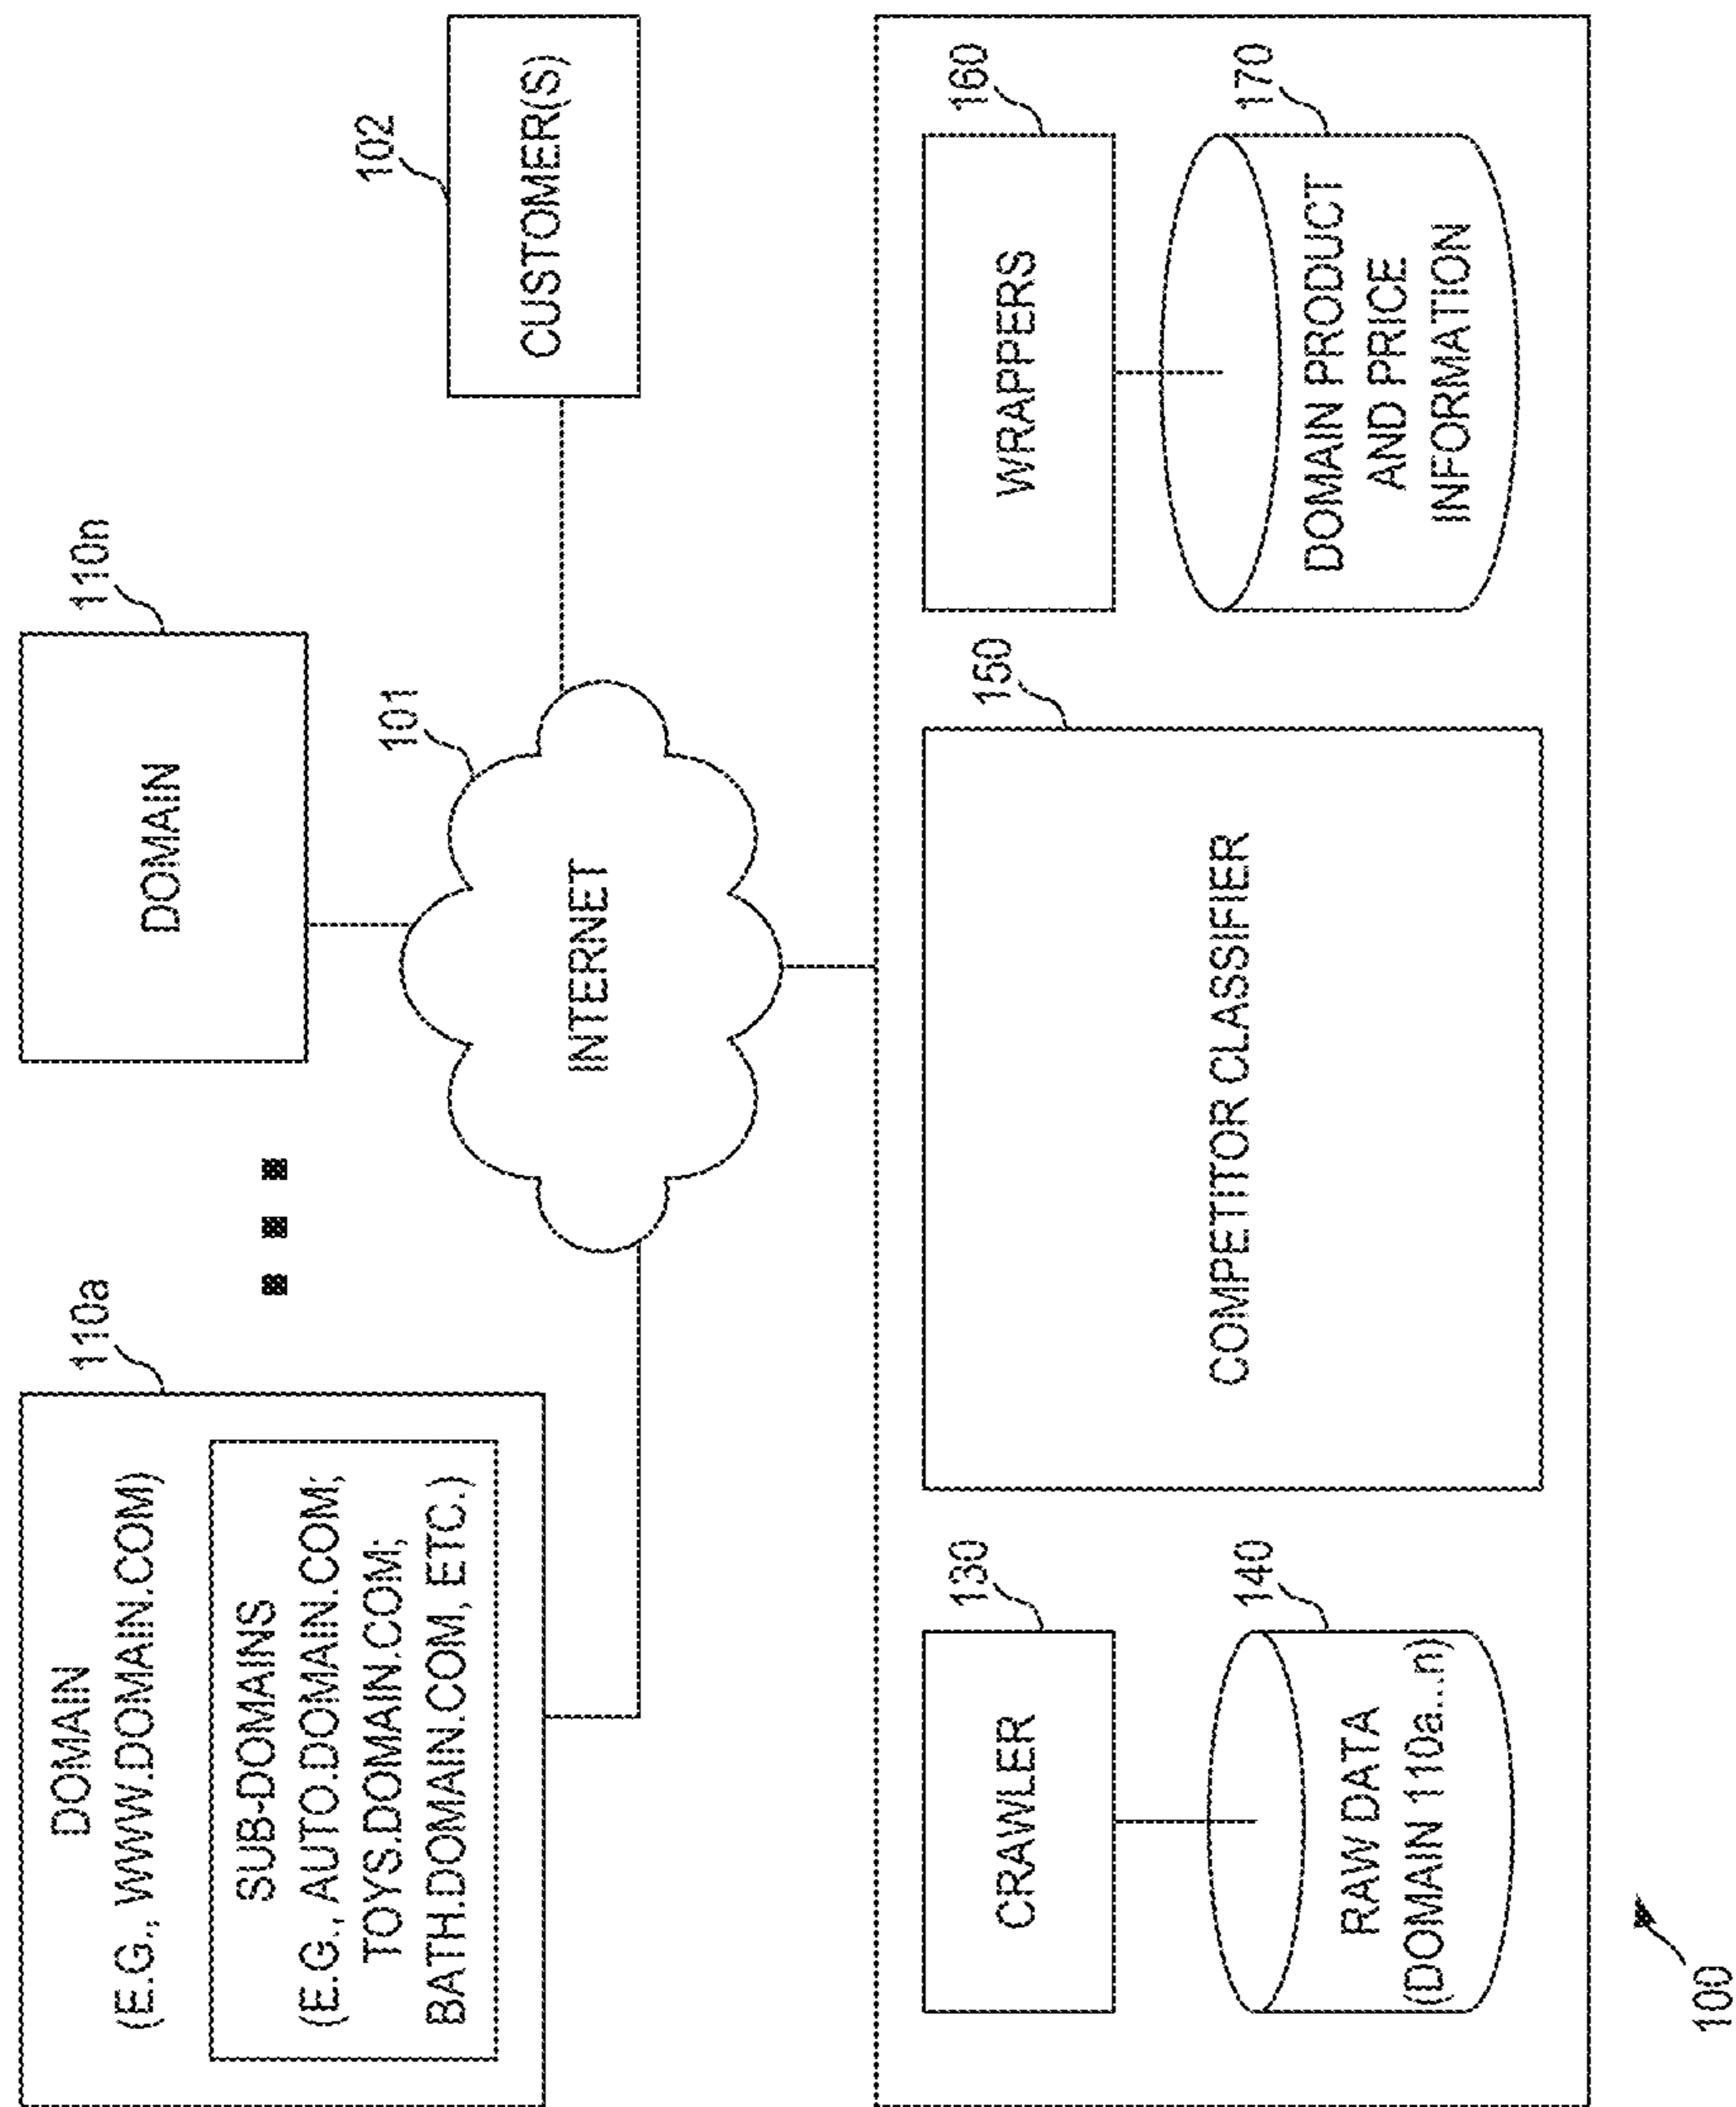 110a
DOMAIN
(E.G., WWW.DOMAIN.COM)
SUB-DOMAINS
(E.G., AUTO.DOMAIN.COM;
TOYS.DOMAIN.COM;
BATH.DOMAIN.COM, ETC.)
110n
DOMAIN
101
INTERNET
102
CUSTOMER(S)
130
CRAWLER
140
RAW DATA
(DOMAIN 110a...n)
150
COMPETITOR CLASSIFIER
160
WRAPPERS
170
DOMAIN PRODUCT
AND PRICE
INFORMATION
100